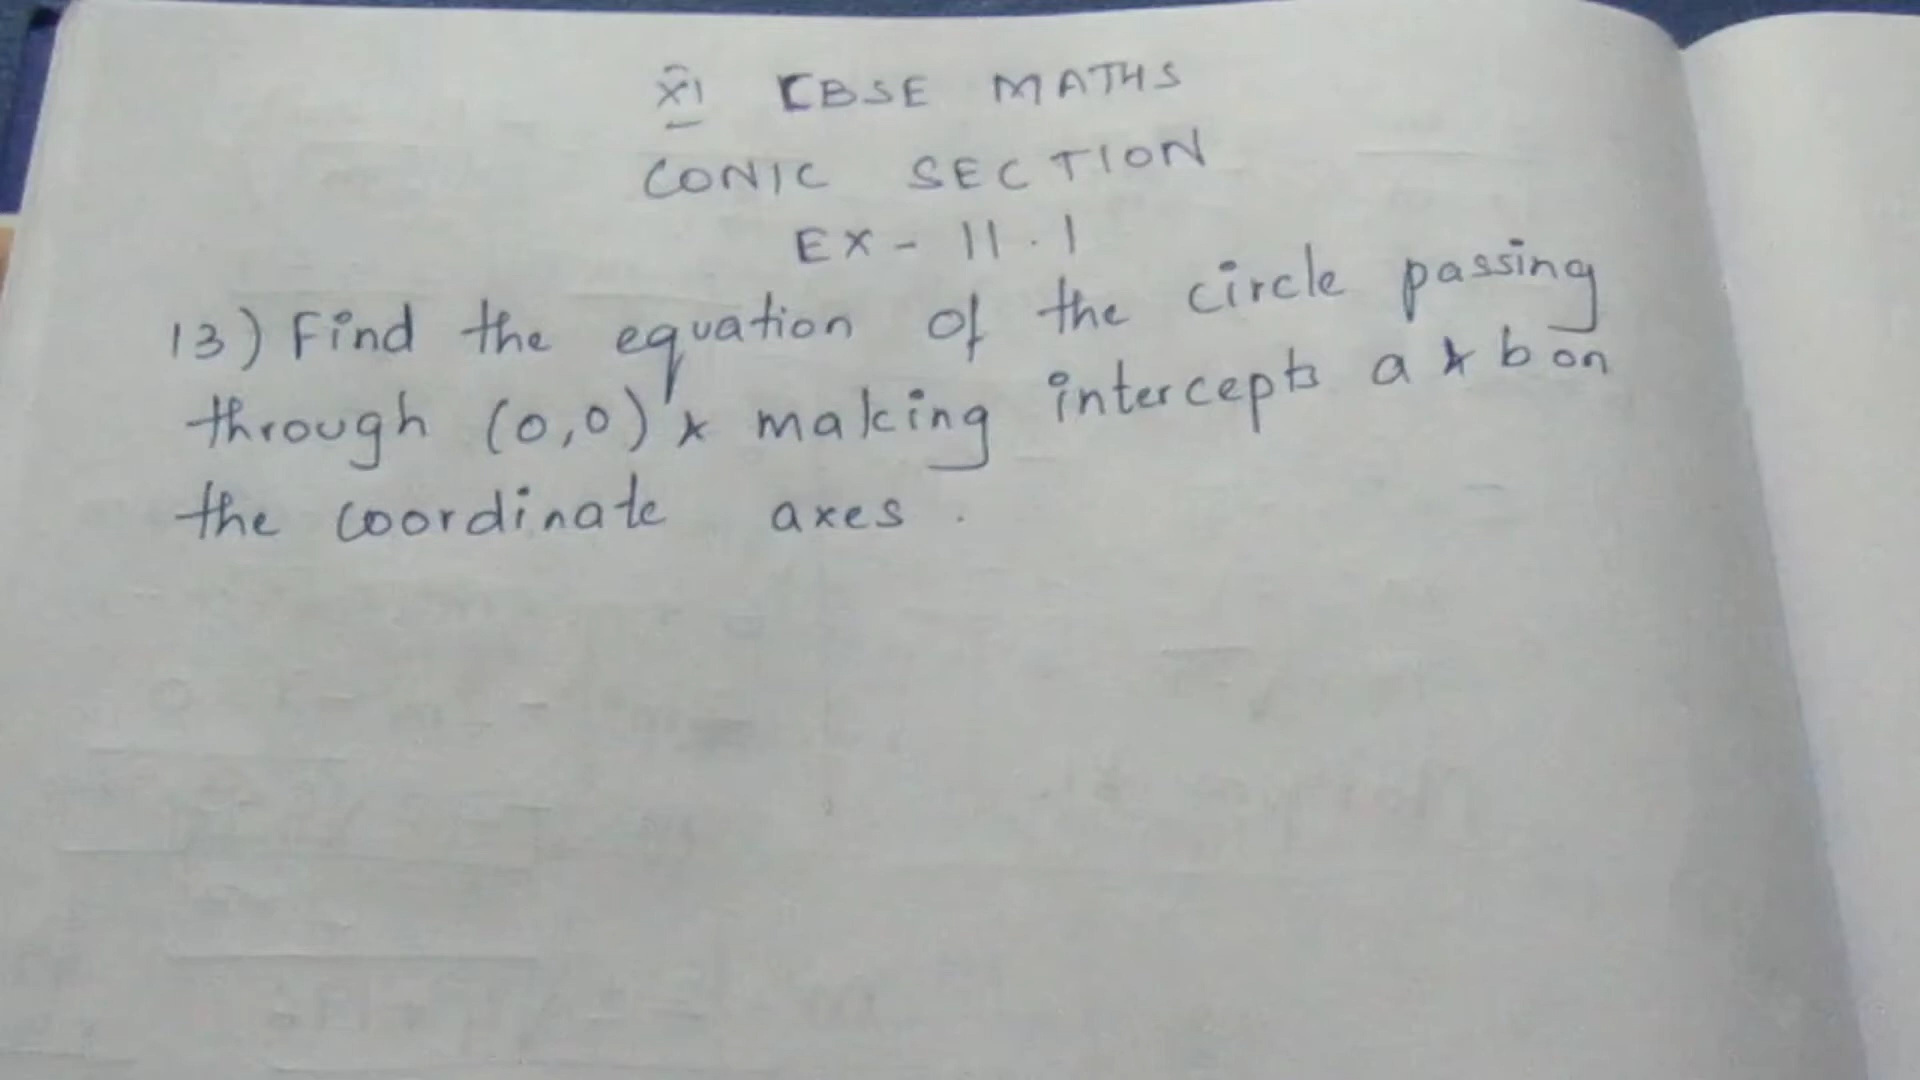 XI CBSE MATHS
CONIC SECTION
EX - 11.1
13) Find the equation of the circle passing
through (0,0) & making intercepts a & b on
the coordinate axes.